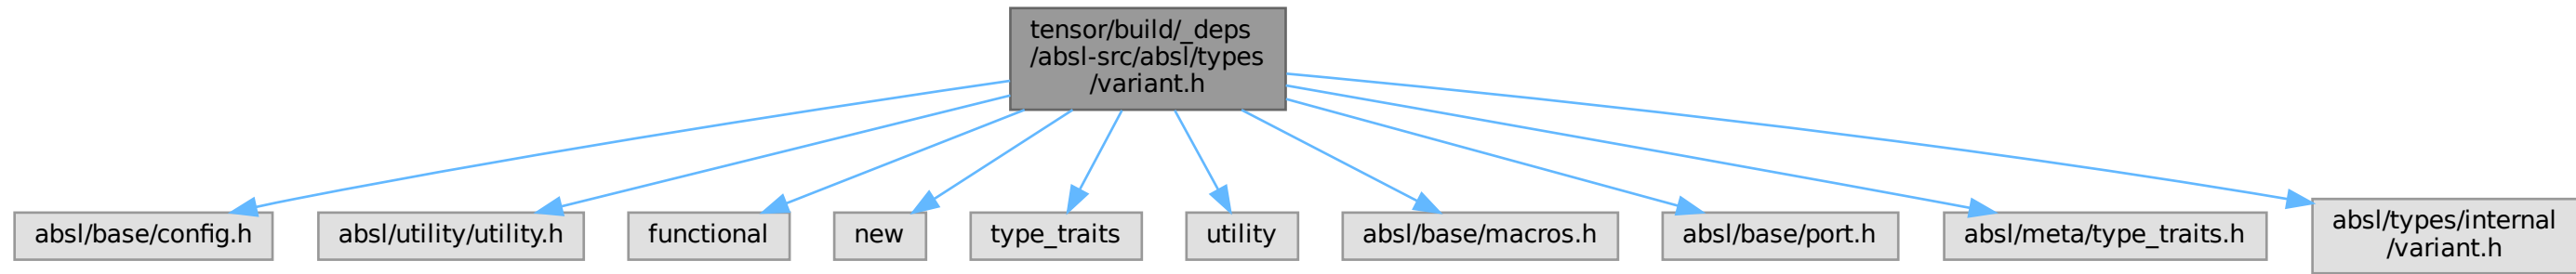 tensor/build/_deps
/absl-src/absl/types
/variant.h
absl/base/config.h
absl/utility/utility.h
functional
new
type_traits
utility
absl/base/macros.h
absl/base/port.h
absl/meta/type_traits.h
absl/types/internal
/variant.h